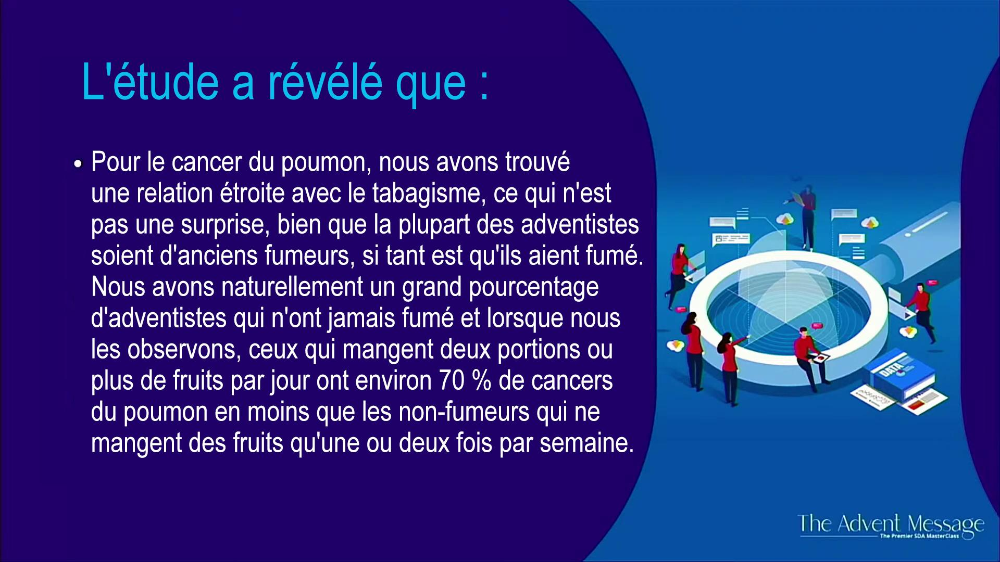 L'étude a révélé que :
• Pour le cancer du poumon, nous avons trouvé
une relation étroite avec le tabagisme, ce qui n'est
pas une surprise, bien que la plupart des adventistes
soient d'anciens fumeurs, si tant est qu'ils aient fumé.
Nous avons naturellement un grand pourcentage
d'adventistes qui n'ont jamais fumé et lorsque nous
les observons, ceux qui mangent deux portions ou
plus de fruits par jour ont environ 70 % de cancers
du poumon en moins que les non-fumeurs qui ne
mangent des fruits qu'une ou deux fois par semaine.
DATA
The Advent Message
The Premier SDA MasterClass